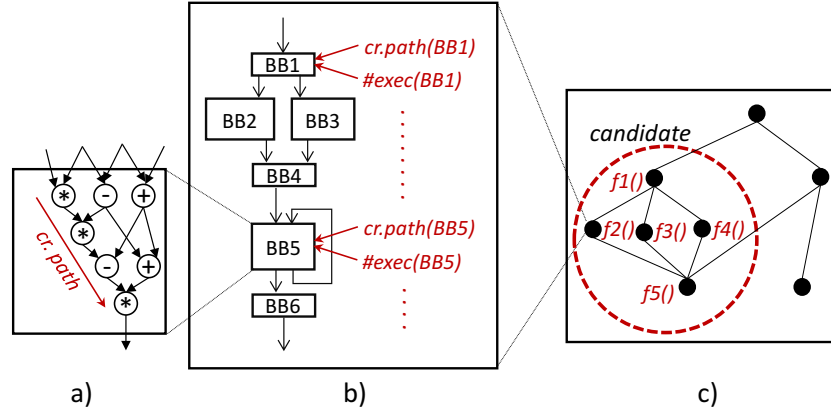 * - +
*
- +
*
cr. path
a)
BB1
cr.path(BB1)
#exec(BB1)
BB2
BB3
BB4
BB5
cr.path(BB5)
#exec(BB5)
BB6
b)
candidate
f1()
f2() f3() f4()
f5()
c)